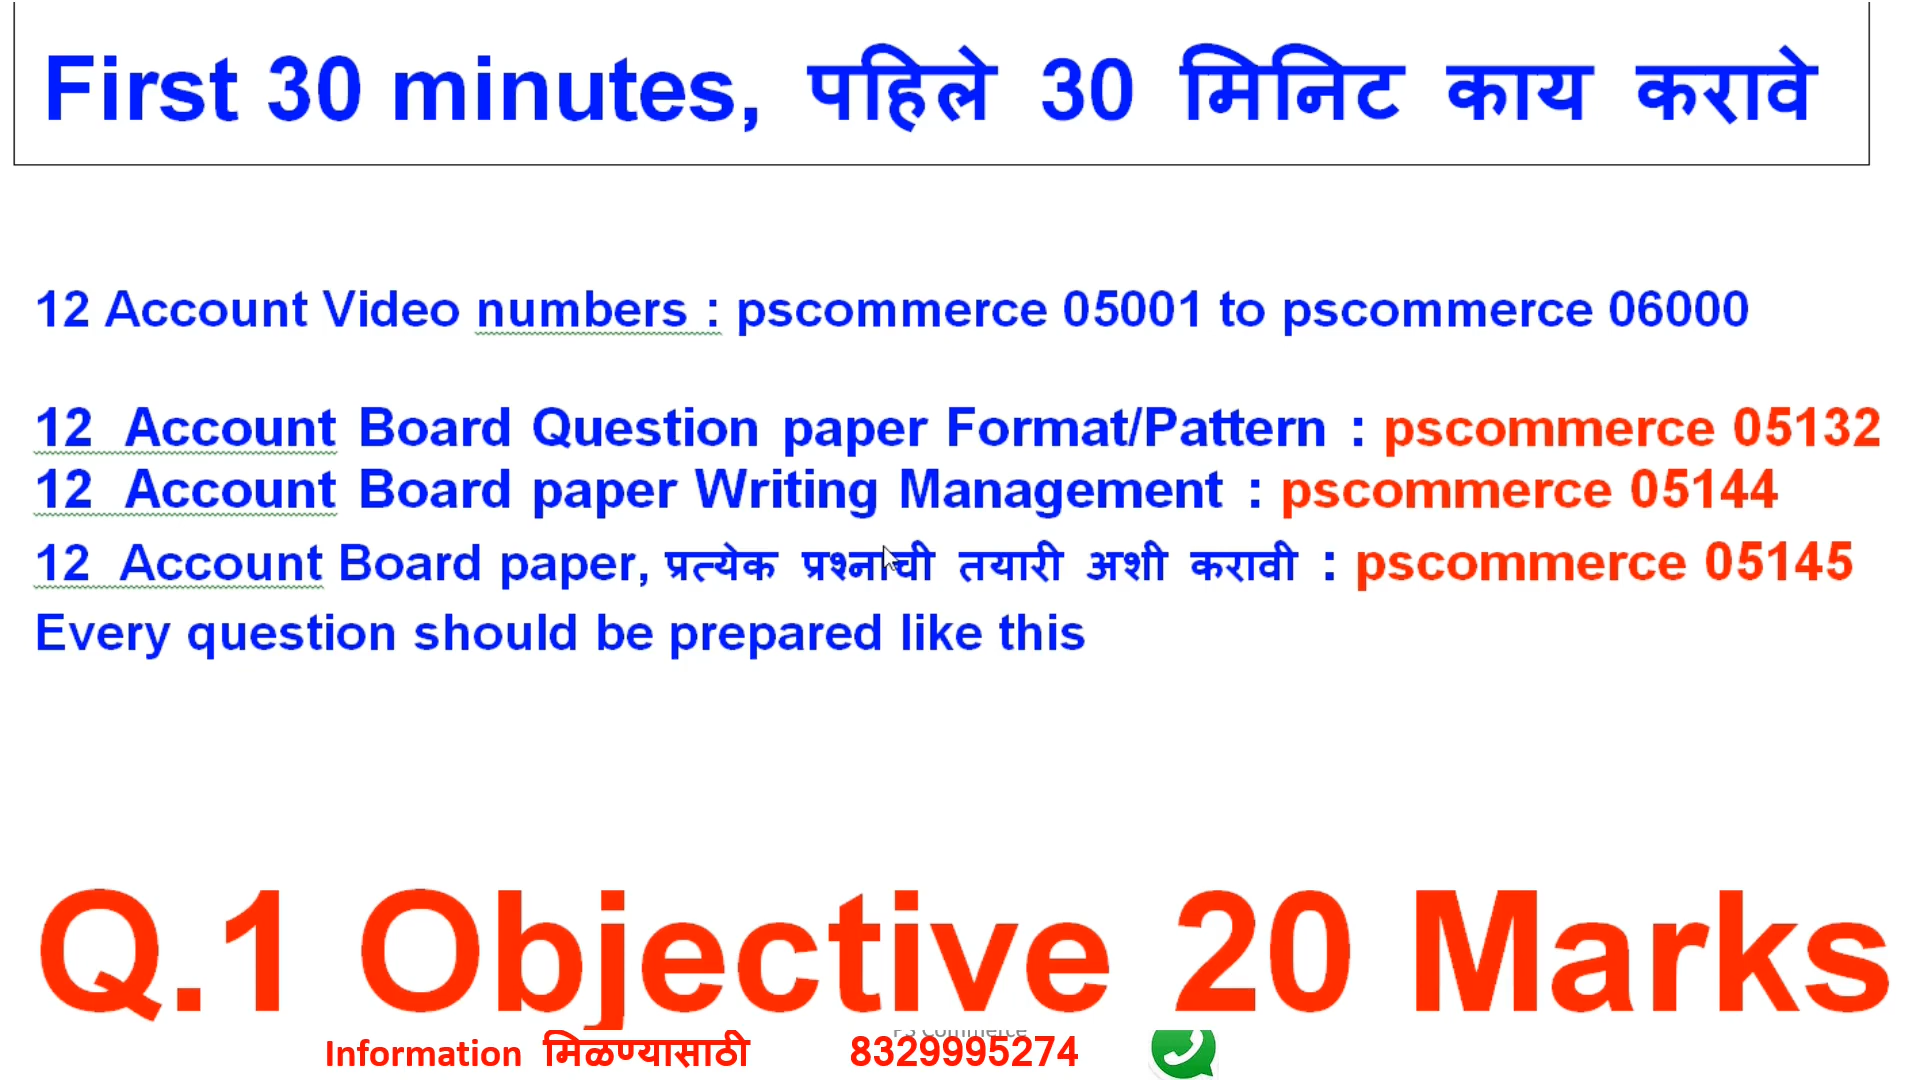 First 30 minutes, पहिले 30 मिनिट काय करावे
12 Account Video numbers : pscommerce 05001 to pscommerce 06000
12 Account Board Question paper Format/Pattern : pscommerce 05132
12 Account Board paper Writing Management : pscommerce 05144
12 Account Board paper, प्रत्येक प्रश्नाची तयारी अशी करावी : pscommerce 05145
Every question should be prepared like this
Q.1 Objective 20 Marks
PS Commerce
Information मिळण्यासाठी 8329995274